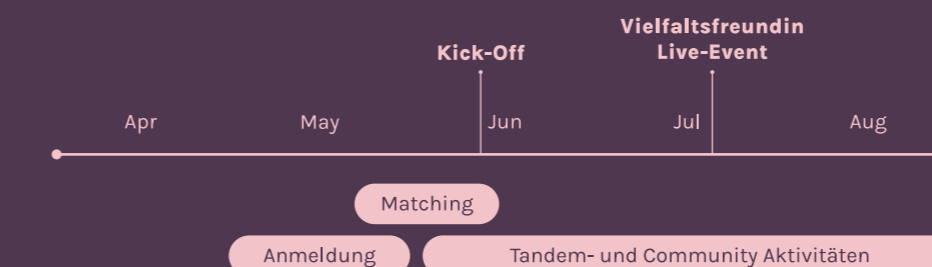 Vielfaltsfreundin
Kick-Off Live-Event
Apr May Jun Jul Aug
Matching
Anmeldung Tandem- und Community Aktivitäten